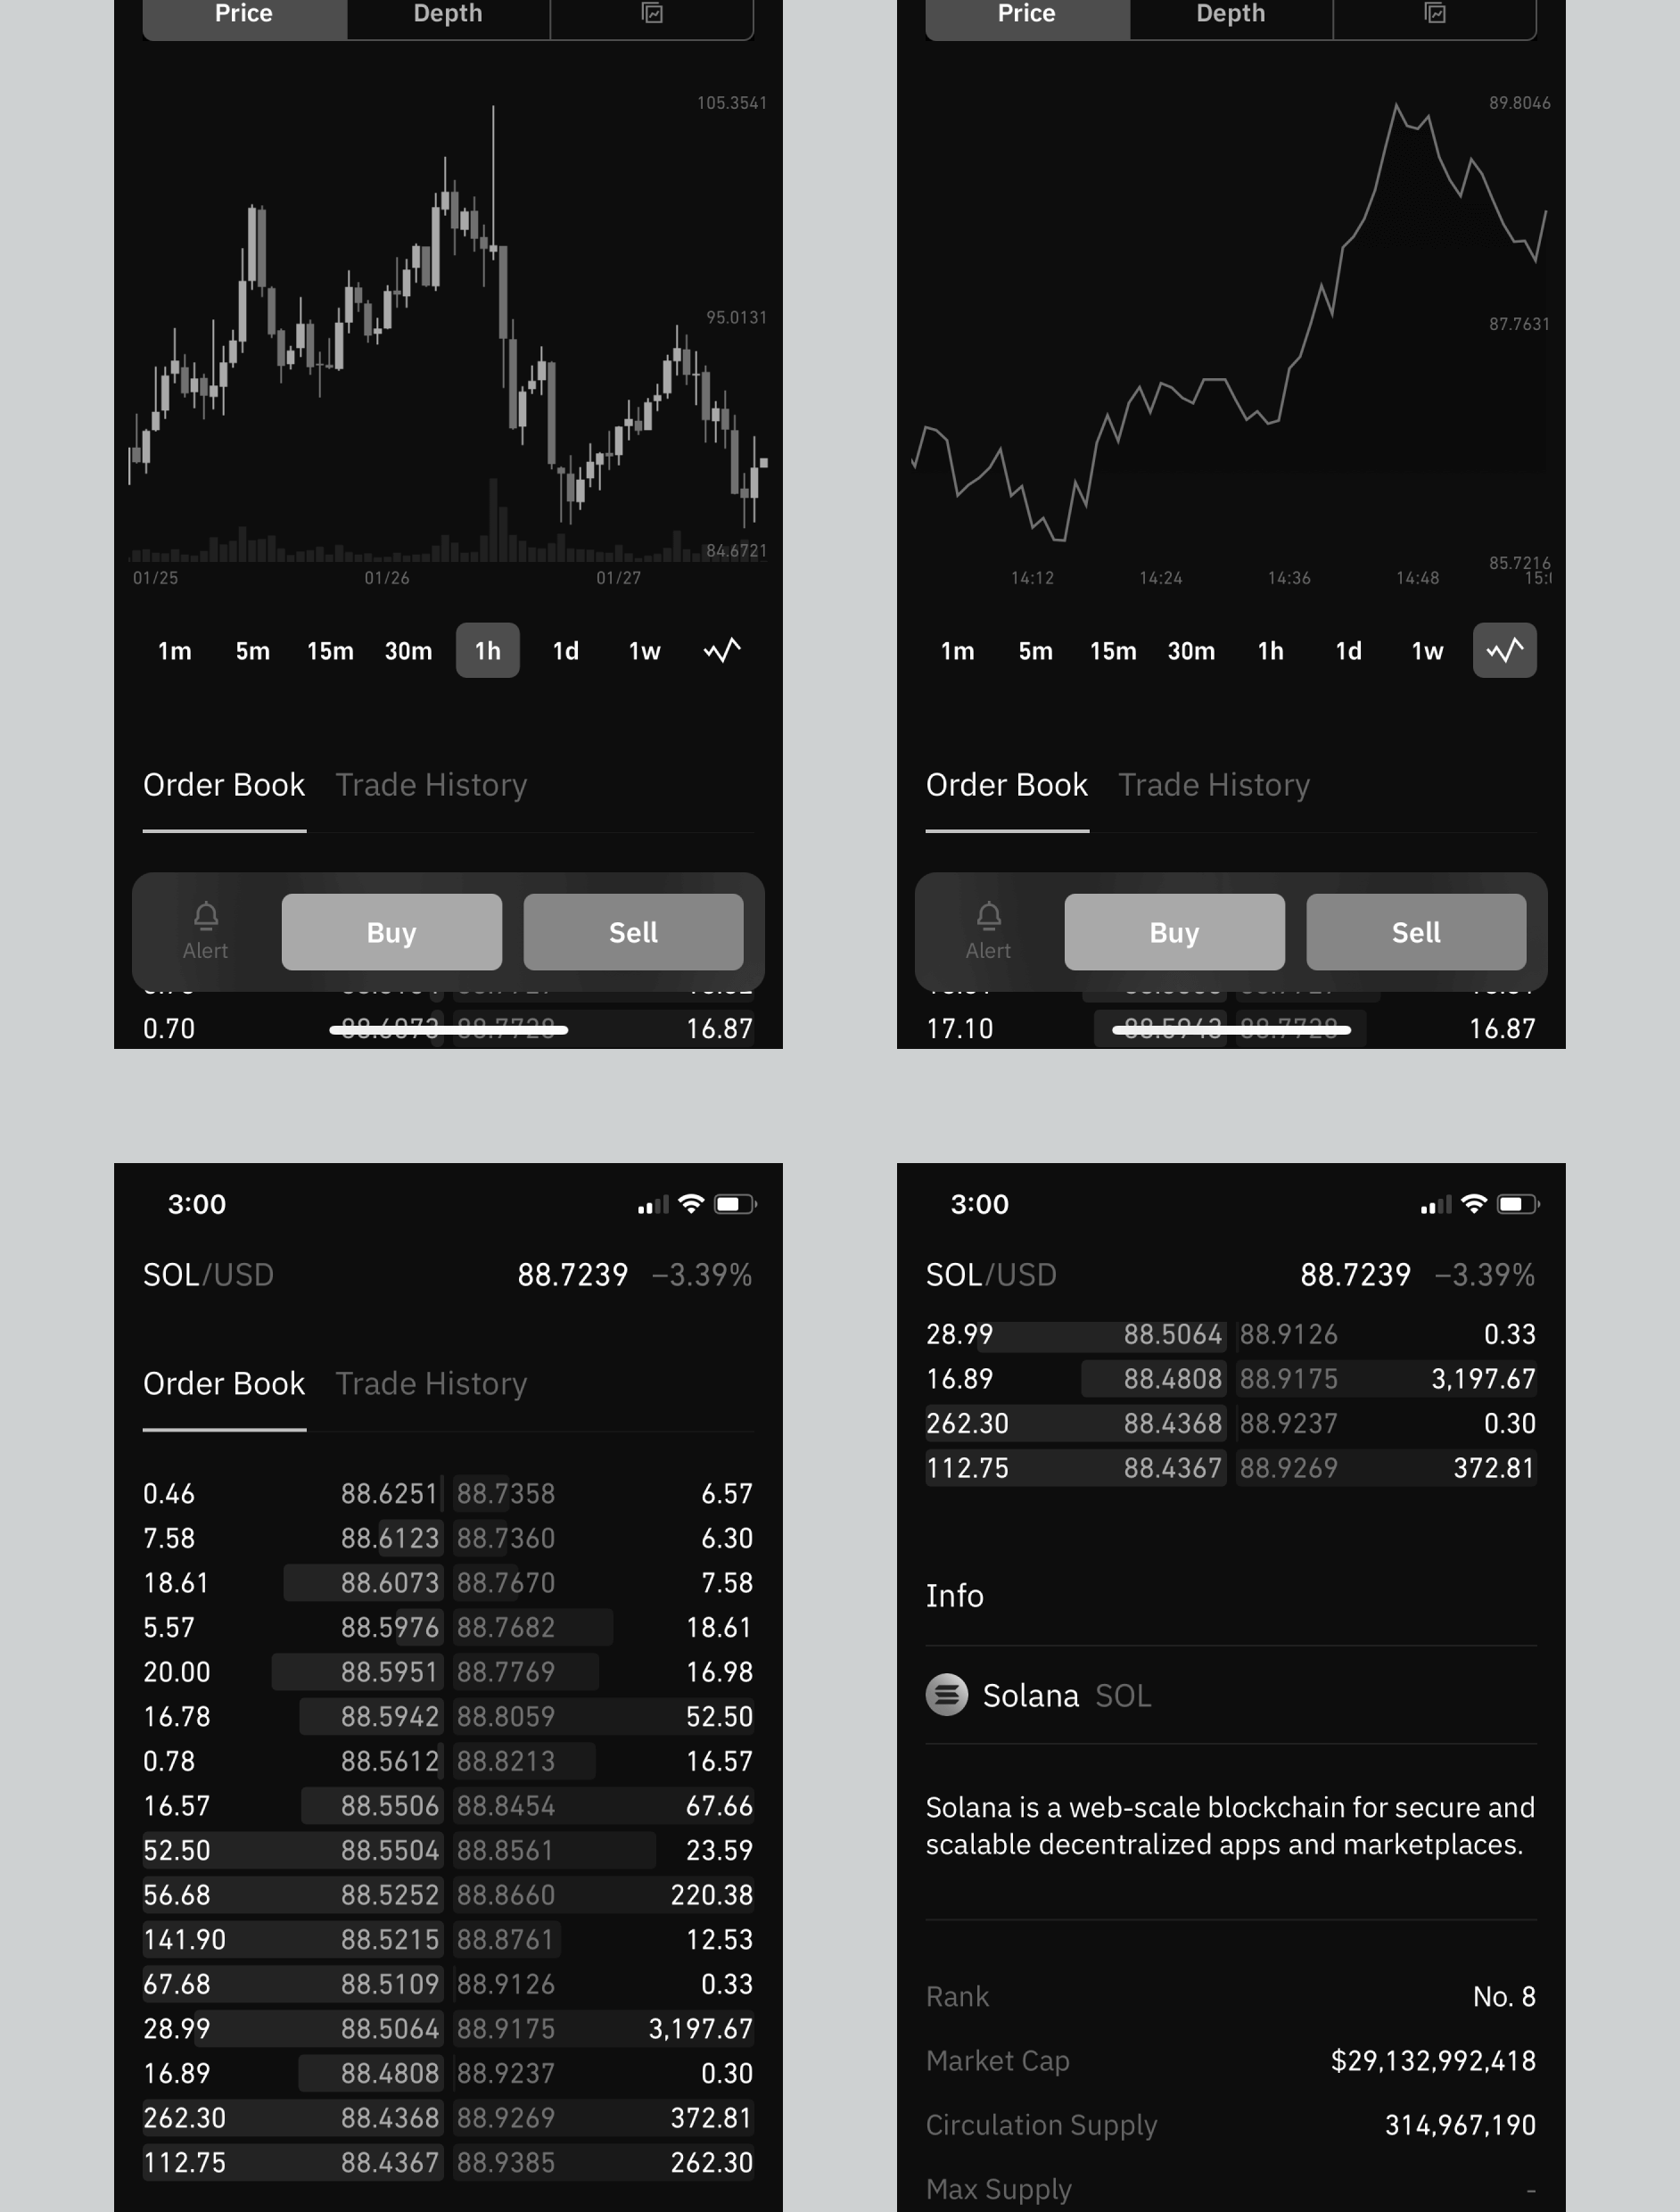 Price Depth
105.3541
95.0131
84.6721
01/25 01/26 01/27
1m 5m 15m 30m 1h 1d 1w
Order Book Trade History
Alert Buy Sell
0.70 88.6073 88.7728 16.87
Price Depth
89.8046
87.7631
85.7216
14:12 14:24 14:36 14:48
1m 5m 15m 30m 1h 1d 1w
Order Book Trade History
Alert Buy Sell
17.10 88.5943 88.7728 16.87
3:00
SOL/USD 88.7239 –3.39%
Order Book Trade History
0.46 88.6251 88.7358 6.57
7.58 88.6123 88.7360 6.30
18.61 88.6073 88.7670 7.58
5.57 88.5976 88.7682 18.61
20.00 88.5951 88.7769 16.98
16.78 88.5942 88.8059 52.50
0.78 88.5612 88.8213 16.57
16.57 88.5506 88.8454 67.66
52.50 88.5504 88.8561 23.59
56.68 88.5252 88.8660 220.38
141.90 88.5215 88.8761 12.53
67.68 88.5109 88.9126 0.33
28.99 88.5064 88.9175 3,197.67
16.89 88.4808 88.9237 0.30
262.30 88.4368 88.9269 372.81
112.75 88.4367 88.9385 262.30
3:00
SOL/USD 88.7239 –3.39%
28.99 88.5064 88.9126 0.33
16.89 88.4808 88.9175 3,197.67
262.30 88.4368 88.9237 0.30
112.75 88.4367 88.9269 372.81
Info
Solana SOL
Solana is a web-scale blockchain for secure and
scalable decentralized apps and marketplaces.
Rank No. 8
Market Cap $29,132,992,418
Circulation Supply 314,967,190
Max Supply -